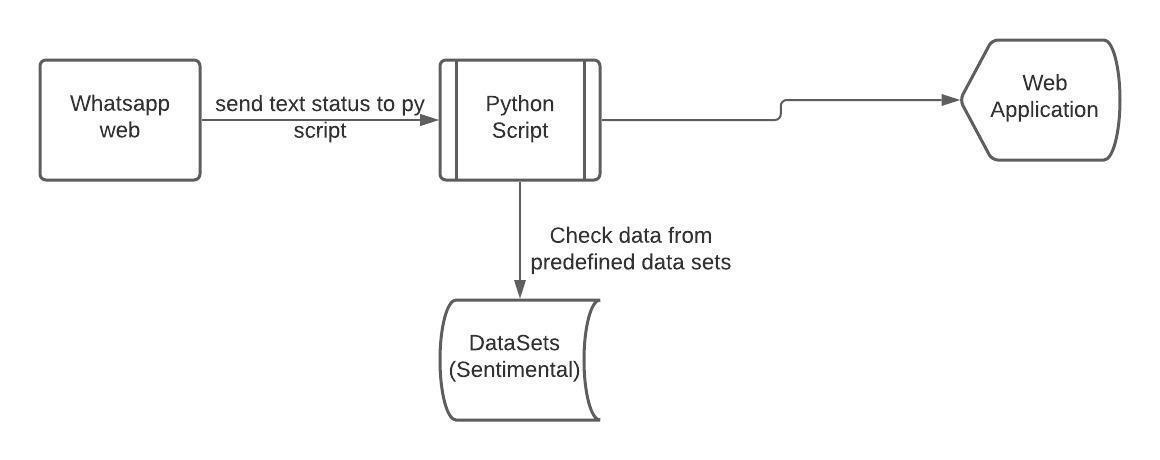 Whatsapp
web
send text status to py
script
Python
Script
Web
Application
Check data from
predefined data sets
DataSets
(Sentimental)